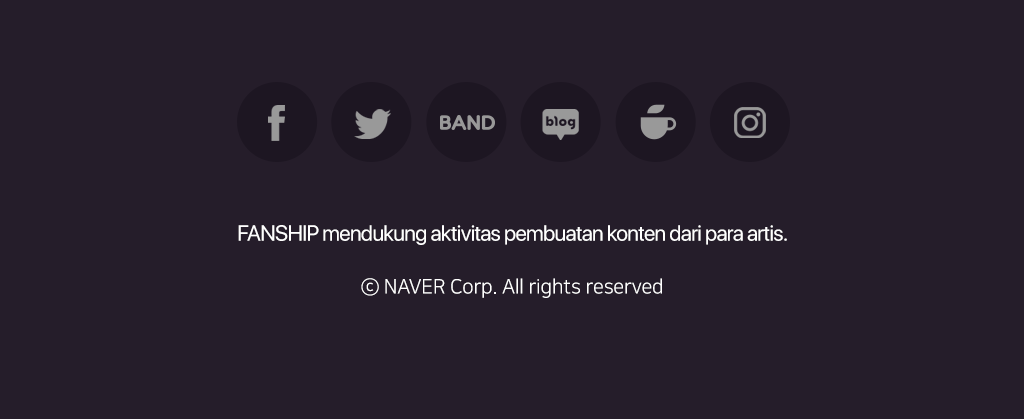 f
BAND
blog
FANSHIP mendukung aktivitas pembuatan konten dari para artis.
© NAVER Corp. All rights reserved